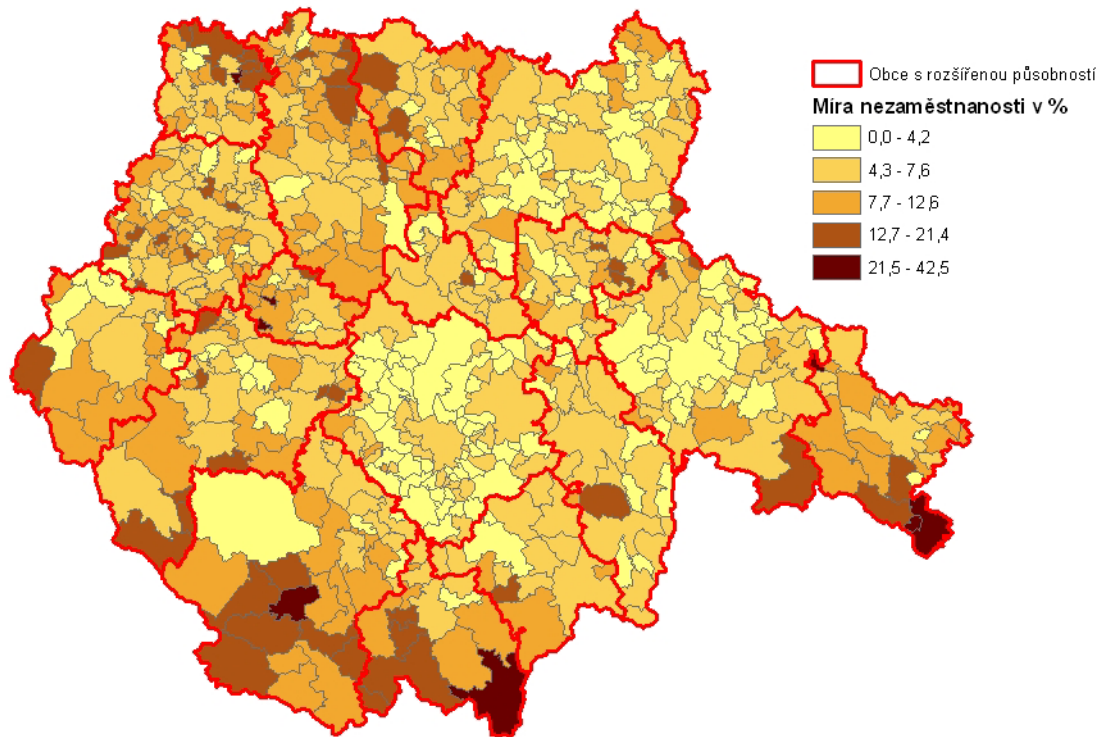 Obce s rozšířenou působností
Míra nezaměstnanosti v %
0,0 - 4,2
4,3 - 7,6
7,7 - 12,6
12,7 - 21,4
21,5 - 42,5